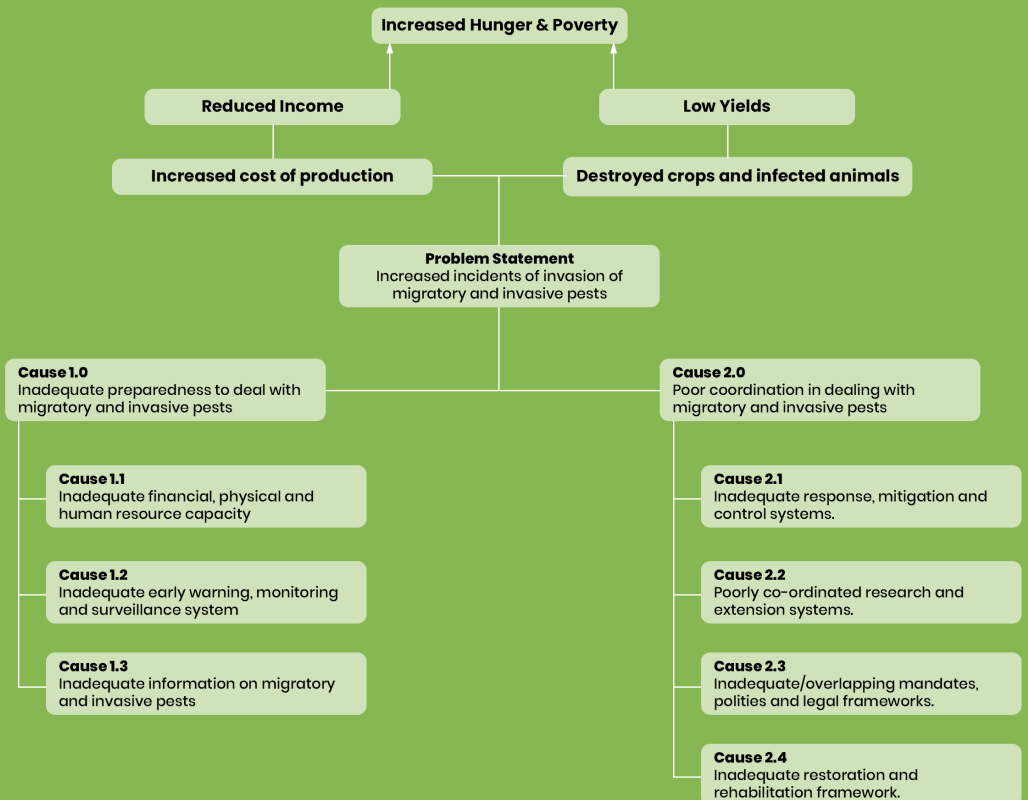 Increased Hunger & Poverty
Reduced Income
Low Yields
Increased cost of production
Destroyed crops and infected animals
Problem Statement
Increased incidents of invasion of
migratory and invasive pests
Cause 1.0
Inadequate preparedness to deal with
migratory and invasive pests
Cause 1.1
Inadequate financial, physical and
human resource capacity
Cause 1.2
Inadequate early warning, monitoring
and surveillance system
Cause 1.3
Inadequate information on migratory
and invasive pests
Cause 2.0
Poor coordination in dealing with
migratory and invasive pests
Cause 2.1
Inadequate response, mitigation and
control systems.
Cause 2.2
Poorly co-ordinated research and
extension systems.
Cause 2.3
Inadequate/overlapping mandates,
polities and legal frameworks.
Cause 2.4
Inadequate restoration and
rehabilitation framework.